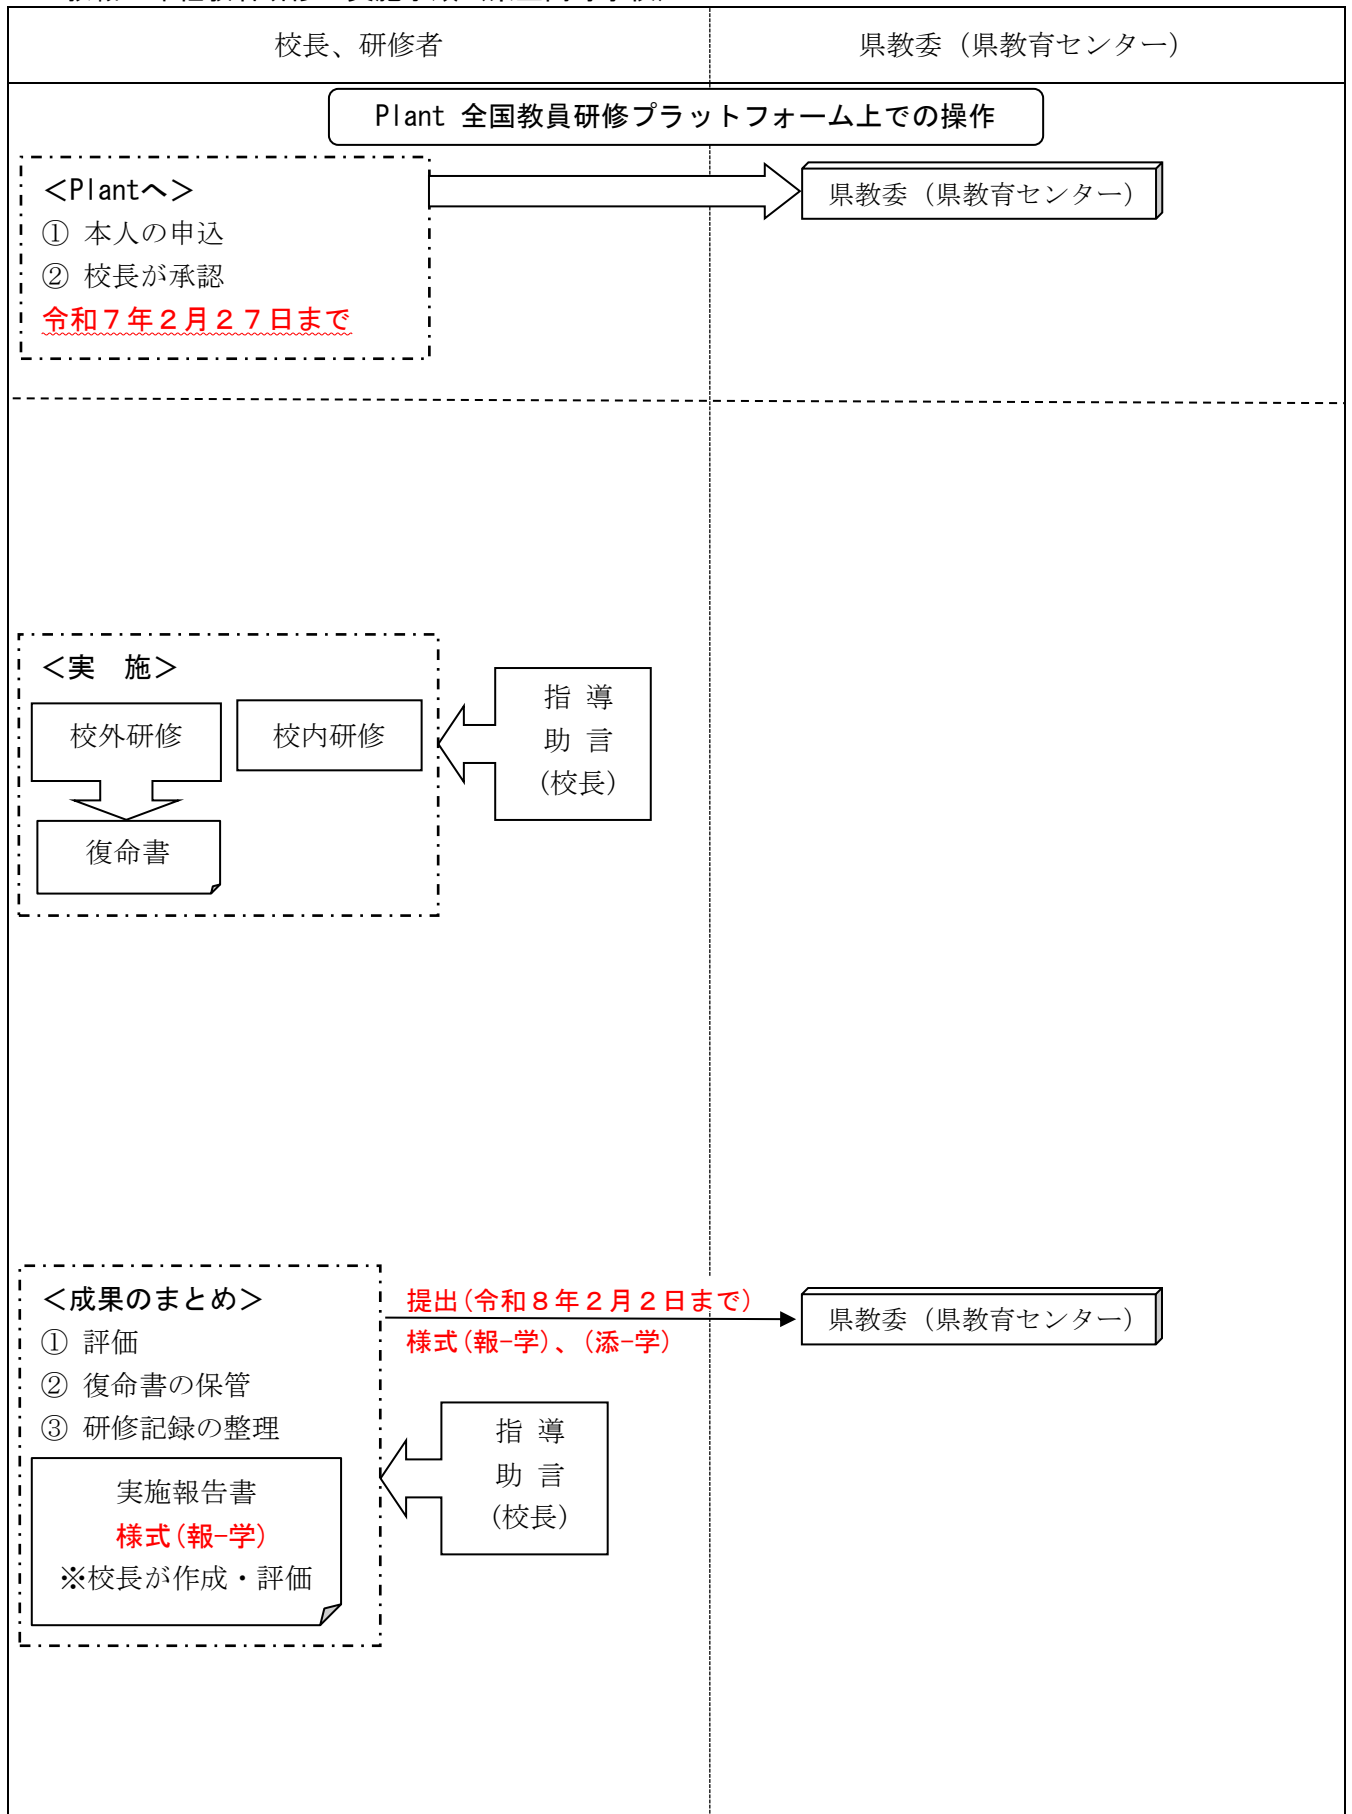 校長、研修者
県教委（県教育センター）
Plant 全国教員研修プラットフォーム上での操作
＜Plantへ＞
① 本人の申込
② 校長が承認
令和７年２月２７日まで
県教委（県教育センター）
＜実　施＞
校外研修
校内研修
復命書
指 導
助 言
(校長)
＜成果のまとめ＞
① 評価
② 復命書の保管
③ 研修記録の整理
実施報告書
様式(報−学)
※校長が作成・評価
提出(令和８年２月２日まで)
様式(報−学)、(添−学)
県教委（県教育センター）
指 導
助 言
(校長)